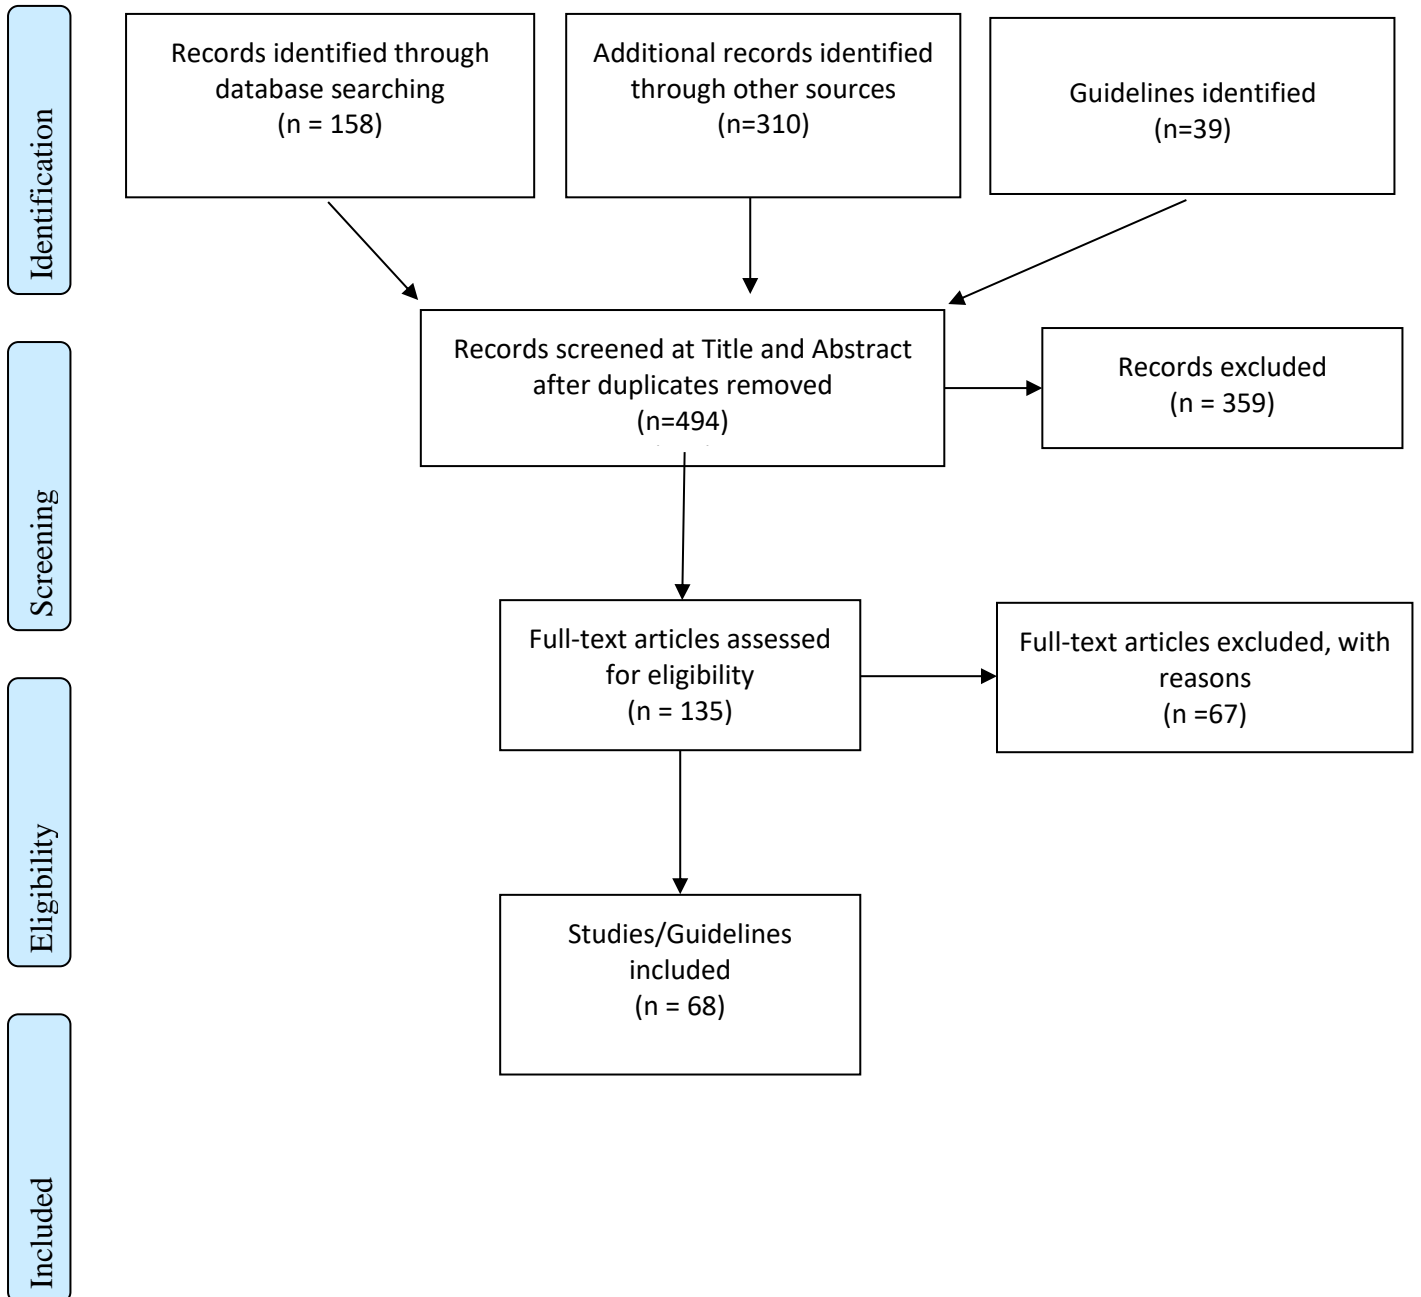 Identification
Records identified through
database searching
(n = 158)
Additional records identified
through other sources
(n=310)
Guidelines identified
(n=39)
Screening
Records screened at Title and Abstract
after duplicates removed
(n=494)
Records excluded
(n = 359)
Eligibility
Full-text articles assessed
for eligibility
(n = 135)
Full-text articles excluded, with
reasons
(n =67)
Included
Studies/Guidelines
included
(n = 68)